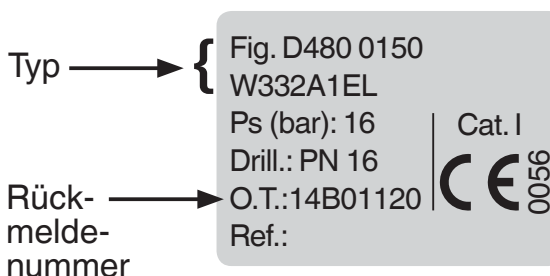 Typ
Fig. D480 0150
W332A1EL
Ps (bar): 16
Drill.: PN 16
O.T.:14B01120
Ref.:
Cat. I
CE 0056
Rück-
melde-
nummer